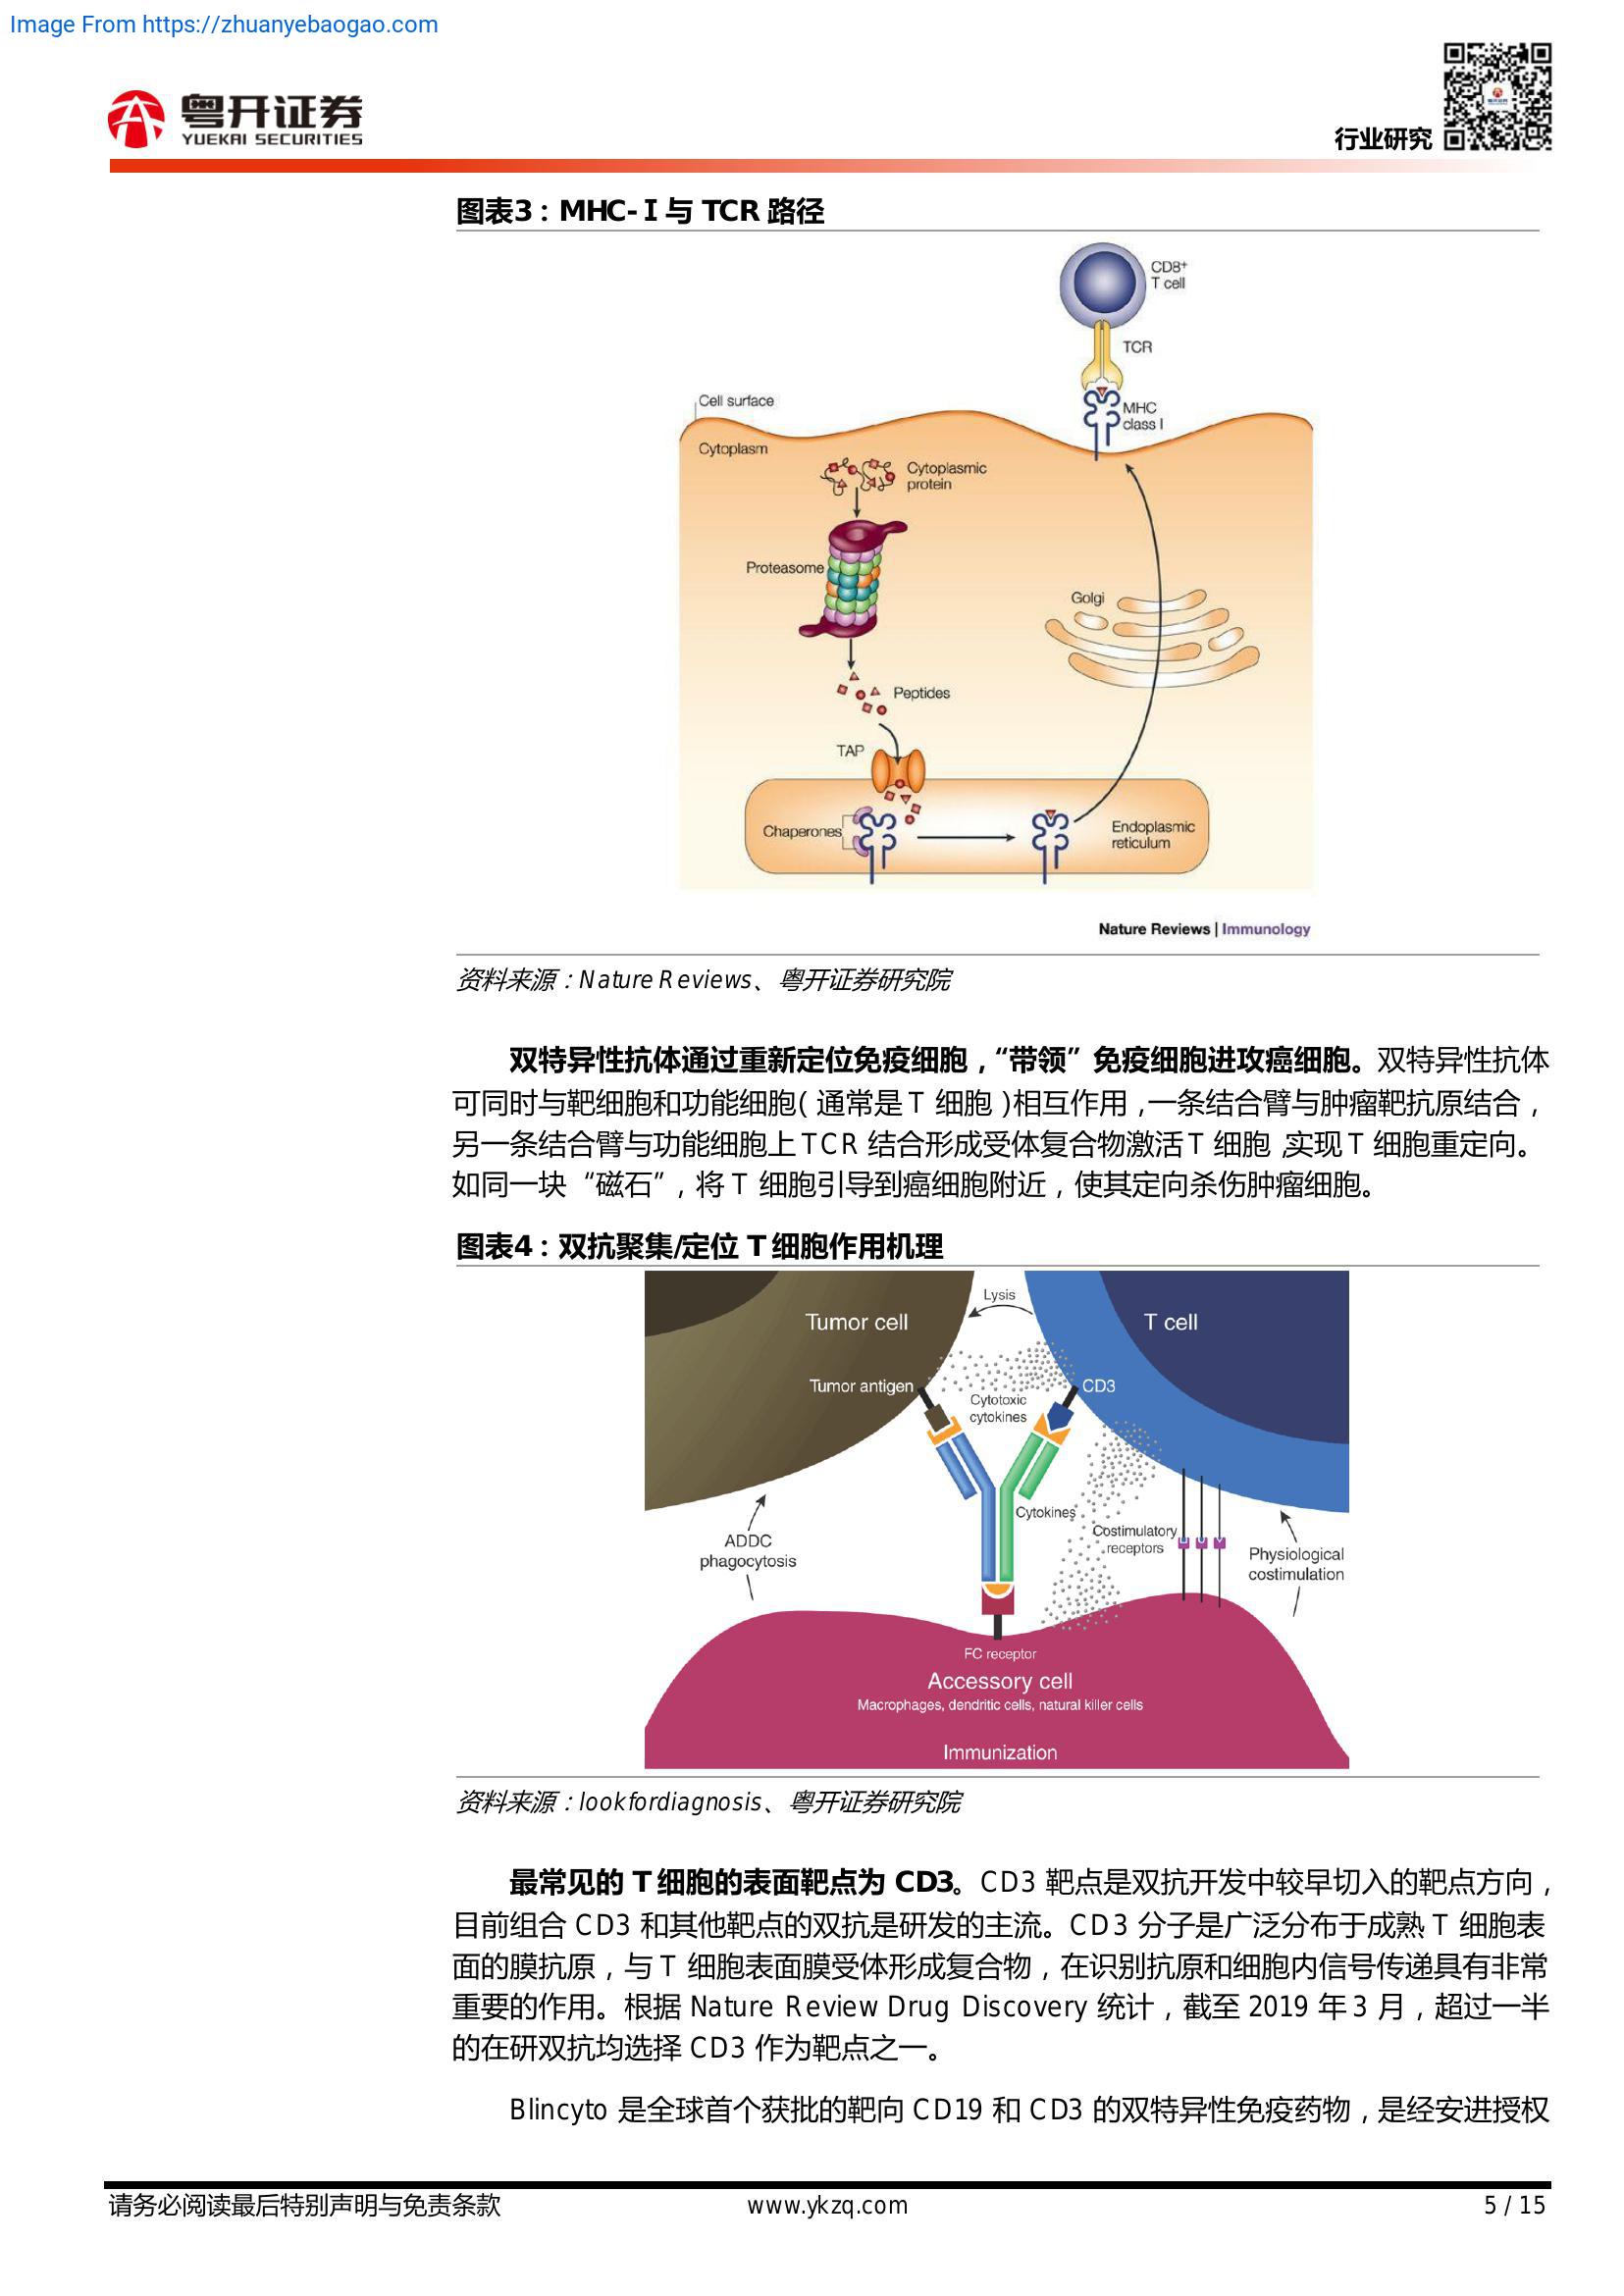 Image From https://zhuanyebaogao.com
粤开证券
YUEKAI SECURITIES
行业研究
图表3：MHC-Ⅰ与 TCR 路径
CD8+
T cell
TCR
MHC
class I
Cell surface
Cytoplasm
Cytoplasmic
protein
Proteasome
Golgi
Peptides
TAP
Chaperones
Endoplasmic
reticulum
Nature Reviews | Immunology
资料来源：Nature Reviews、粤开证券研究院
双特异性抗体通过重新定位免疫细胞，“带领”免疫细胞进攻癌细胞。双特异性抗体
可同时与靶细胞和功能细胞（通常是 T 细胞）相互作用，一条结合臂与肿瘤靶抗原结合，
另一条结合臂与功能细胞上 TCR 结合形成受体复合物激活 T 细胞，实现 T 细胞重定向。
如同一块“磁石”，将 T 细胞引导到癌细胞附近，使其定向杀伤肿瘤细胞。
图表4：双抗聚集/定位 T 细胞作用机理
Lysis
Tumor cell
T cell
Tumor antigen
CD3
Cytotoxic
cytokines
Cytokines
Costimulatory
receptors
ADDC
phagocytosis
Physiological
costimulation
FC receptor
Accessory cell
Macrophages, dendritic cells, natural killer cells
Immunization
资料来源：lookfordiagnosis、粤开证券研究院
最常见的 T 细胞的表面靶点为 CD3。CD3 靶点是双抗开发中较早切入的靶点方向，
目前组合 CD3 和其他靶点的双抗是研发的主流。CD3 分子是广泛分布于成熟 T 细胞表
面的膜抗原，与 T 细胞表面膜受体形成复合物，在识别抗原和细胞内信号传递具有非常
重要的作用。根据 Nature Review Drug Discovery 统计，截至 2019 年 3 月，超过一半
的在研双抗均选择 CD3 作为靶点之一。
Blincyto 是全球首个获批的靶向 CD19 和 CD3 的双特异性免疫药物，是经安进授权
请务必阅读最后特别声明与免责条款
www.ykzq.com
5 / 15